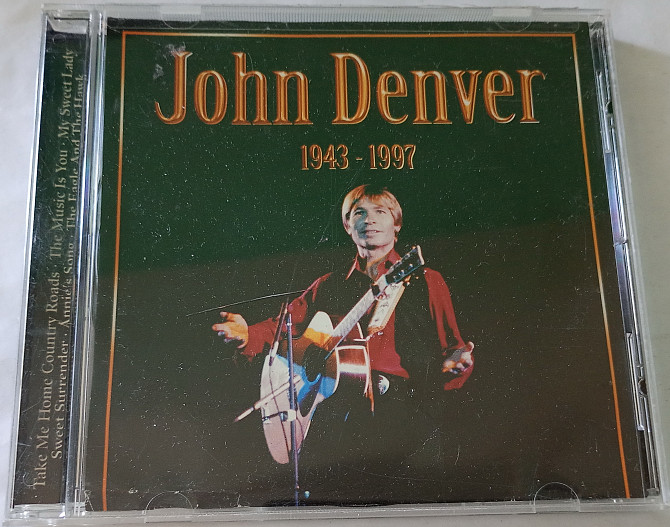 John Denver
1943 - 1997
Take Me Home Country Roads · The Music Is You · My Sweet Lady
Sweet Surrender · Annie's Song · The Eagle And The Hawk